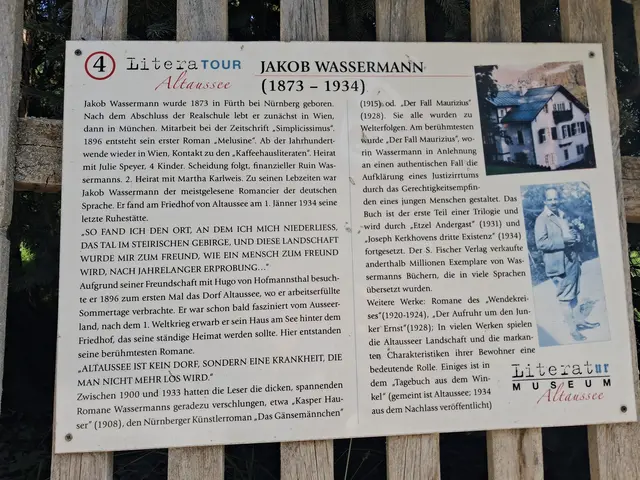 4 LiteraTOUR
Altaussee
JAKOB WASSERMANN
(1873 – 1934)
Jakob Wassermann wurde 1873 in Fürth bei Nürnberg geboren.
Nach dem Abschluss der Realschule lebt er zunächst in Wien,
dann in München. Mitarbeit bei der Zeitschrift „Simplicissimus".
1896 entsteht sein erster Roman „Melusine". Ab der Jahrhundert-
wende wieder in Wien, Kontakt zu den „Kaffeehausliteraten". Heirat
mit Julie Speyer, 4 Kinder. Scheidung folgt, finanzieller Ruin Was-
sermanns. 2. Heirat mit Martha Karlweis. Zu seinen Lebzeiten war
Jakob Wassermann der meistgelesene Romancier der deutschen
Sprache. Er fand am Friedhof von Altaussee am 1. Jänner 1934 seine
letzte Ruhestätte.
„SO FAND ICH DEN ORT, AN DEM ICH MICH NIEDERLIESS,
DAS TAL IM STEIRISCHEN GEBIRGE, UND DIESE LANDSCHAFT
WURDE MIR ZUM FREUND, WIE EIN MENSCH ZUM FREUND
WIRD, NACH JAHRELANGER ERPROBUNG…"
Aufgrund seiner Freundschaft mit Hugo von Hofmannsthal besuch-
te er 1896 zum ersten Mal das Dorf Altaussee, wo er arbeitserfüllte
Sommertage verbrachte. Er war schon bald fasziniert vom Ausseer-
land, nach dem 1. Weltkrieg erwarb er sein Haus am See hinter dem
Friedhof, das seine ständige Heimat werden sollte. Hier entstanden
seine berühmtesten Romane.
„ALTAUSSEE IST KEIN DORF, SONDERN EINE KRANKHEIT, DIE
MAN NICHT MEHR LOS WIRD."
Zwischen 1900 und 1933 hatten die Leser die dicken, spannenden
Romane Wassermanns geradezu verschlungen, etwa „Kasper Hau-
ser" (1908), den Nürnberger Künstlerroman „Das Gänsemännchen"
(1915) od. „Der Fall Maurizius"
(1928). Sie alle wurden zu
Welterfolgen. Am berühmtesten
wurde „Der Fall Maurizius", wo-
rin Wassermann in Anlehnung
an einen authentischen Fall die
Aufklärung eines Justizirrtums
durch das Gerechtigkeitsempfin-
den eines jungen Menschen gestaltet. Das
Buch ist der erste Teil einer Trilogie und
wird durch „Etzel Andergast" (1931) und
„Joseph Kerkhovens dritte Existenz" (1934)
fortgesetzt. Der S. Fischer Verlag verkaufte
anderthalb Millionen Exemplare von Was-
sermanns Büchern, die in viele Sprachen
übersetzt wurden.
Weitere Werke: Romane des „Wendekrei-
ses"(1920-1924), „Der Aufruhr um den Jun-
ker Ernst"(1928); In vielen Werken spielen
die Altausseer Landschaft und die markan-
ten Charakteristiken ihrer Bewohner eine
bedeutende Rolle. Einiges ist in
dem „Tagebuch aus dem Win-
kel" (gemeint ist Altaussee; 1934
aus dem Nachlass veröffentlicht)
Literatur
MUSEUM
Altaussee